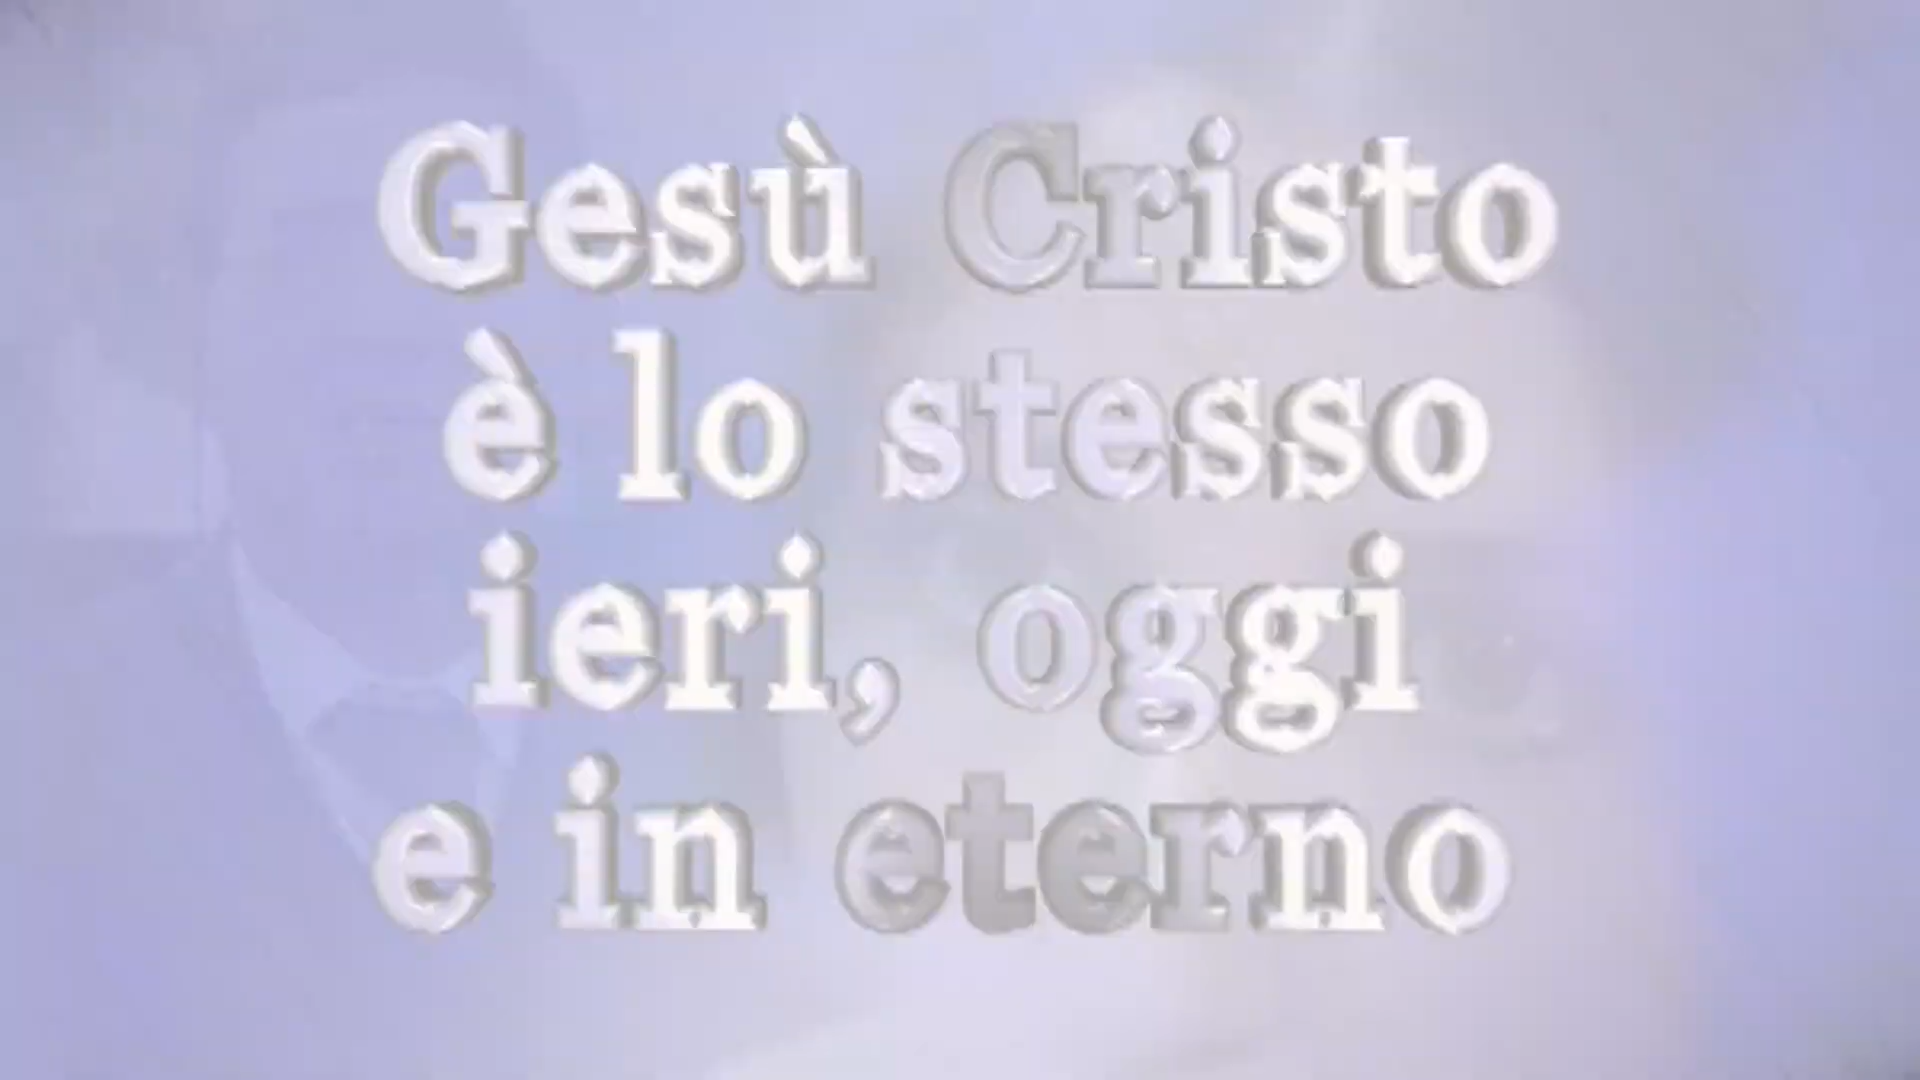 Gesù Cristo
è lo stesso
ieri, oggi
e in eterno